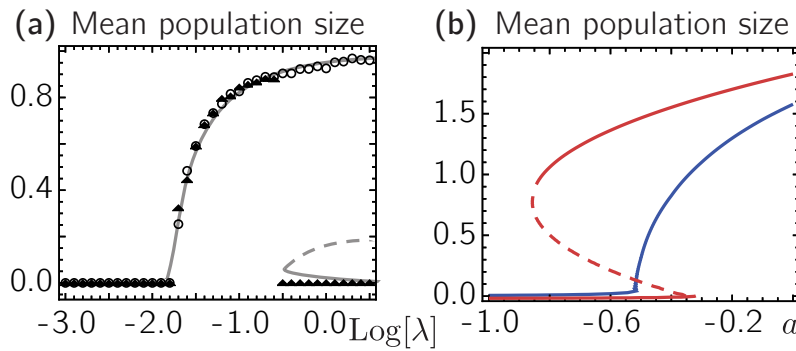 (a) Mean population size
0.8
0.4
0.0
-3.0 -2.0 -1.0 0.0 Log[λ]
(b) Mean population size
1.5
1.0
0.5
0.0
-1.0 -0.6 -0.2 a